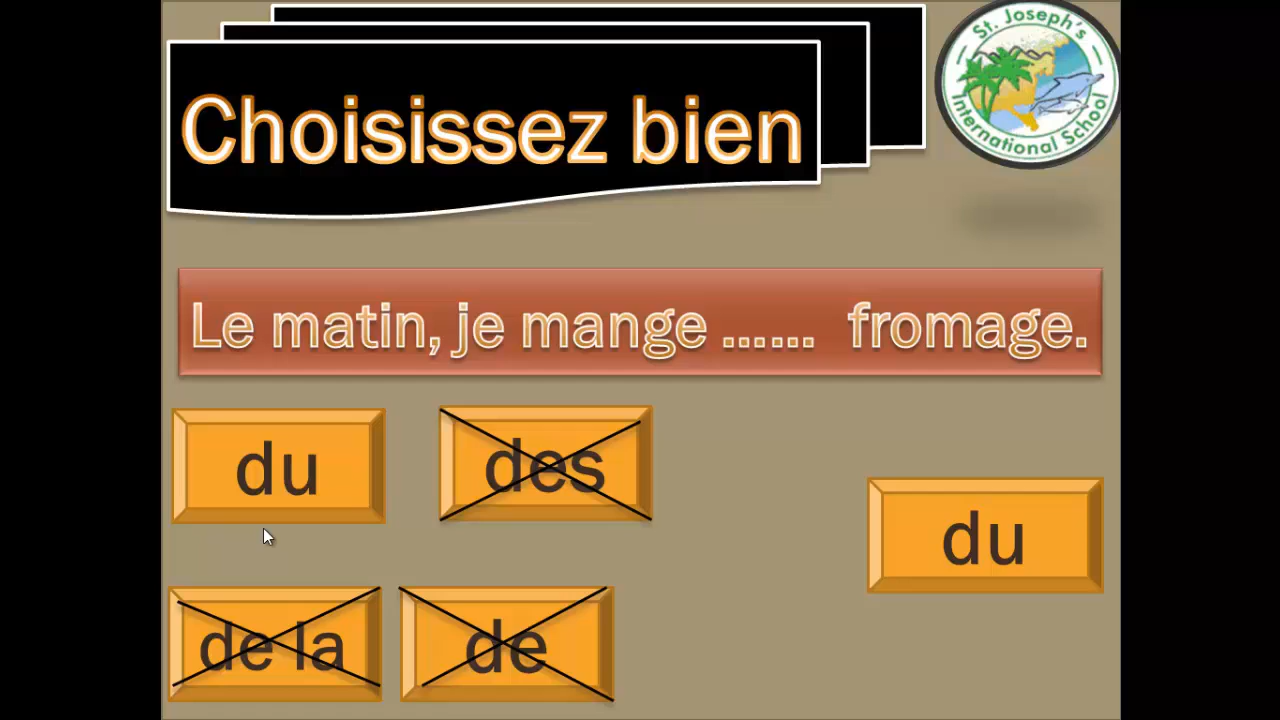 Choisissez bien
St. Joseph's
International School
Le matin, je mange ...... fromage.
du
des
du
de la
de